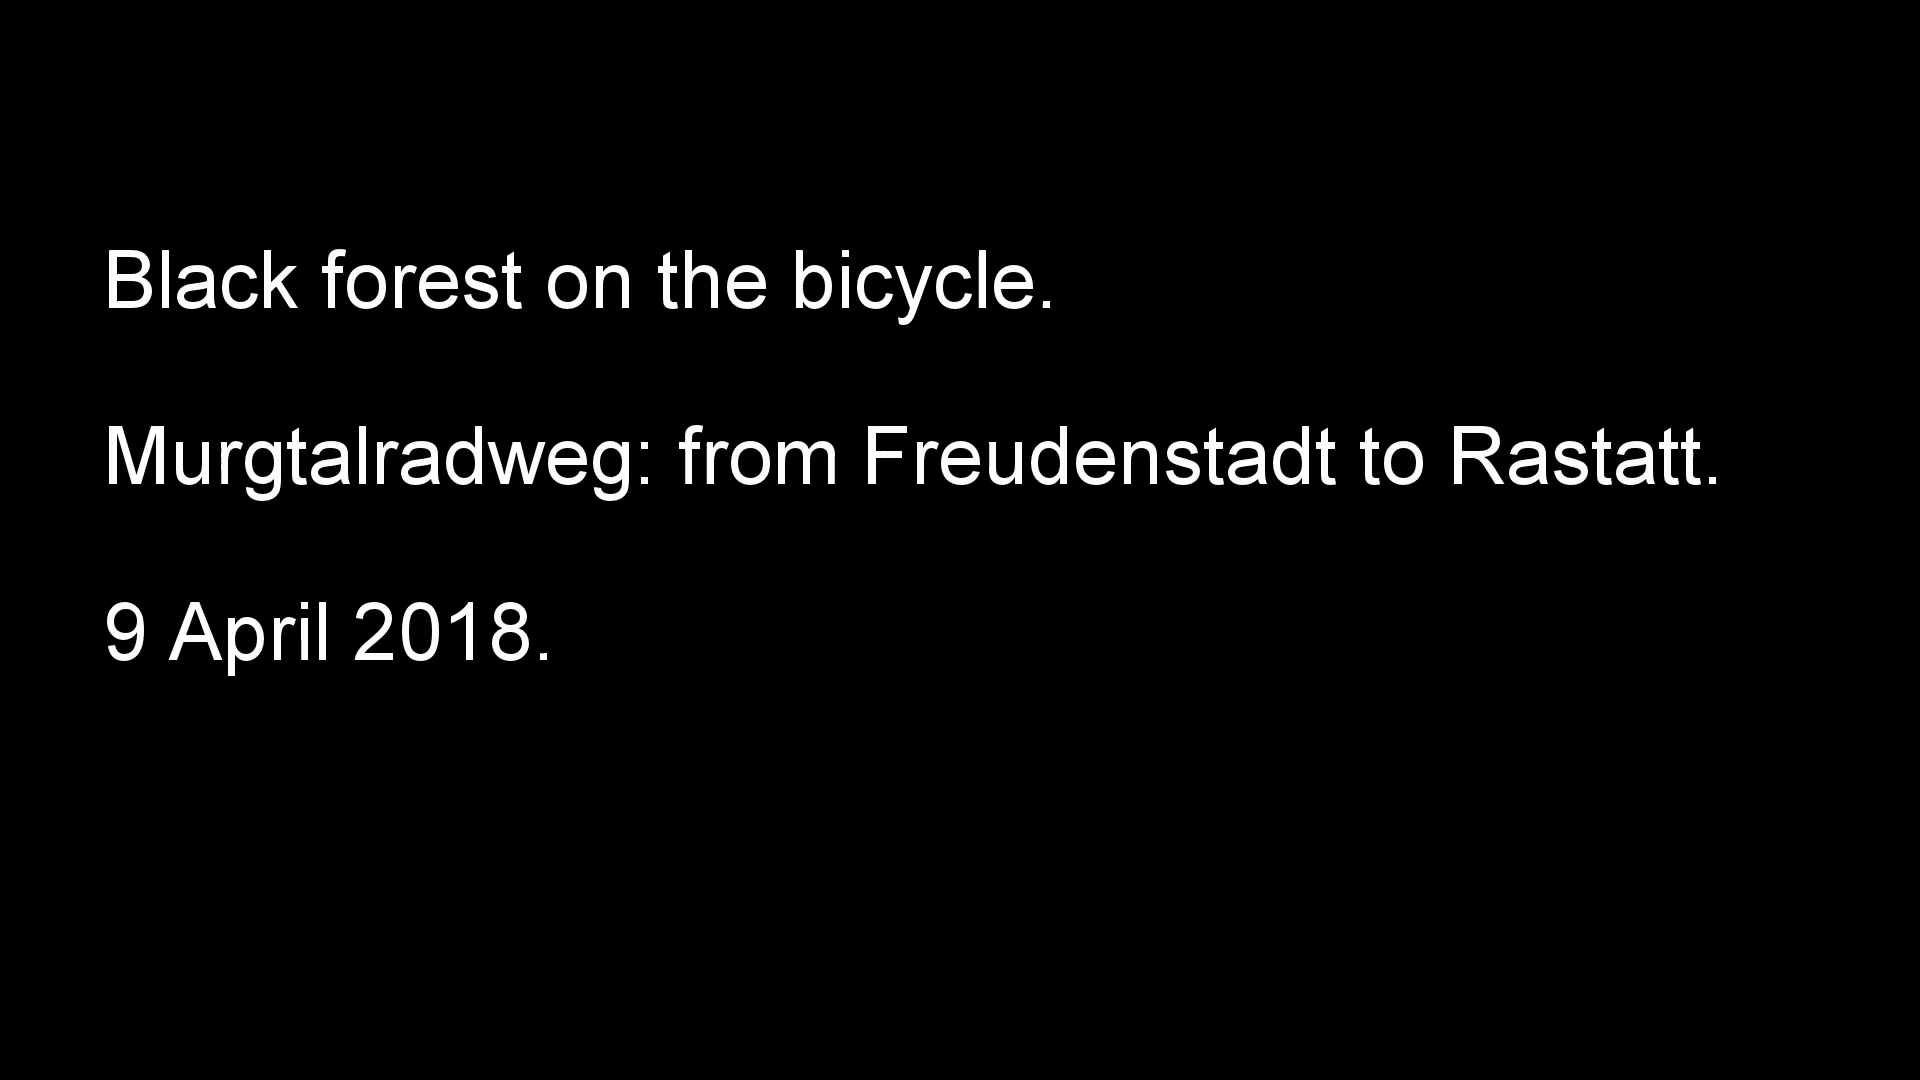 Black forest on the bicycle.
Murgtalradweg: from Freudenstadt to Rastatt.
9 April 2018.